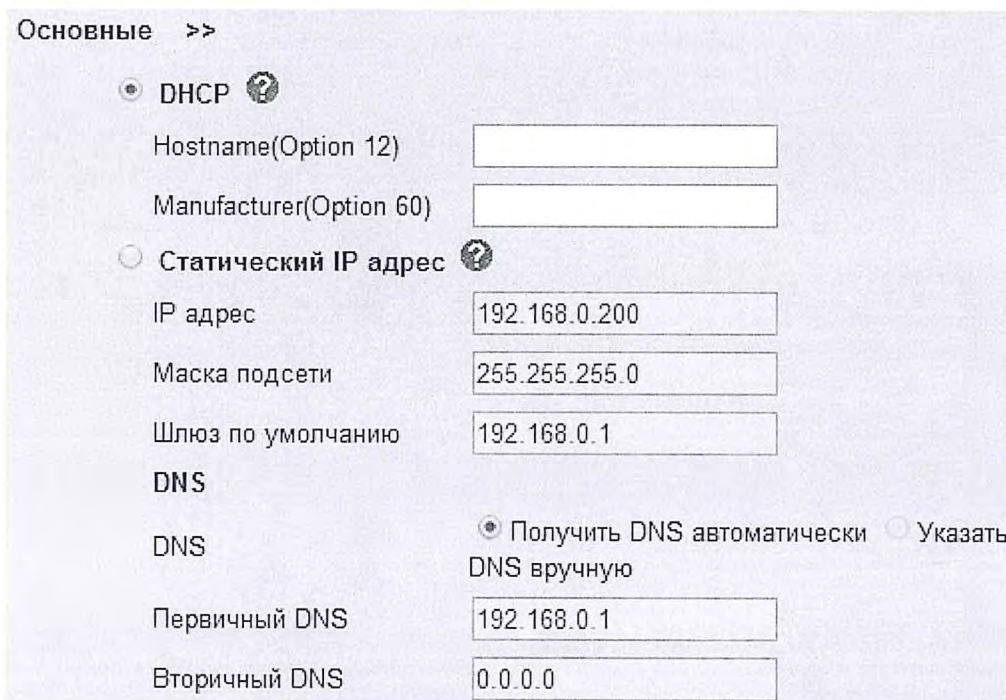 Основные >>
DHCP
Hostname(Option 12)
Manufacturer(Option 60)
Статический IP адрес
IP адрес 192.168.0.200
Маска подсети 255.255.255.0
Шлюз по умолчанию 192.168.0.1
DNS
DNS Получить DNS автоматически Указать
DNS вручную
Первичный DNS 192.168.0.1
Вторичный DNS 0.0.0.0